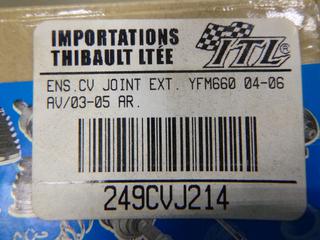 IMPORTATIONS
THIBAULT LTÉE
ITL®
ENS.CV JOINT EXT. YFM660 04-06
AV/03-05 AR.
249CVJ214